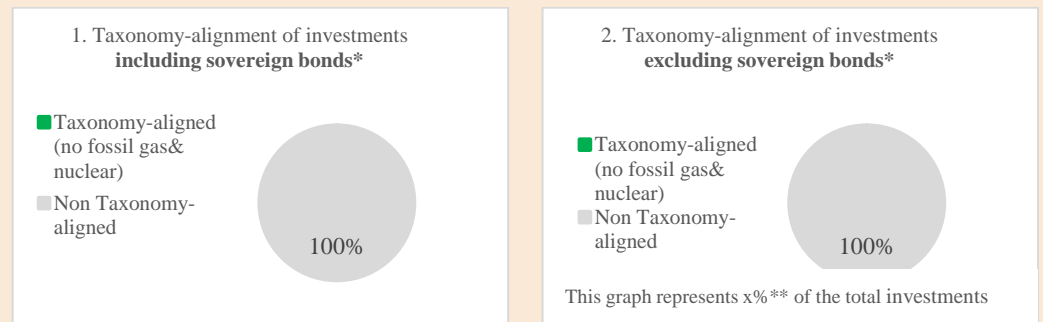 1. Taxonomy-alignment of investments
including sovereign bonds*
Taxonomy-aligned
(no fossil gas&
nuclear)
Non Taxonomy-
aligned
100%
2. Taxonomy-alignment of investments
excluding sovereign bonds*
Taxonomy-aligned
(no fossil gas&
nuclear)
Non Taxonomy-
aligned
100%
This graph represents x%** of the total investments